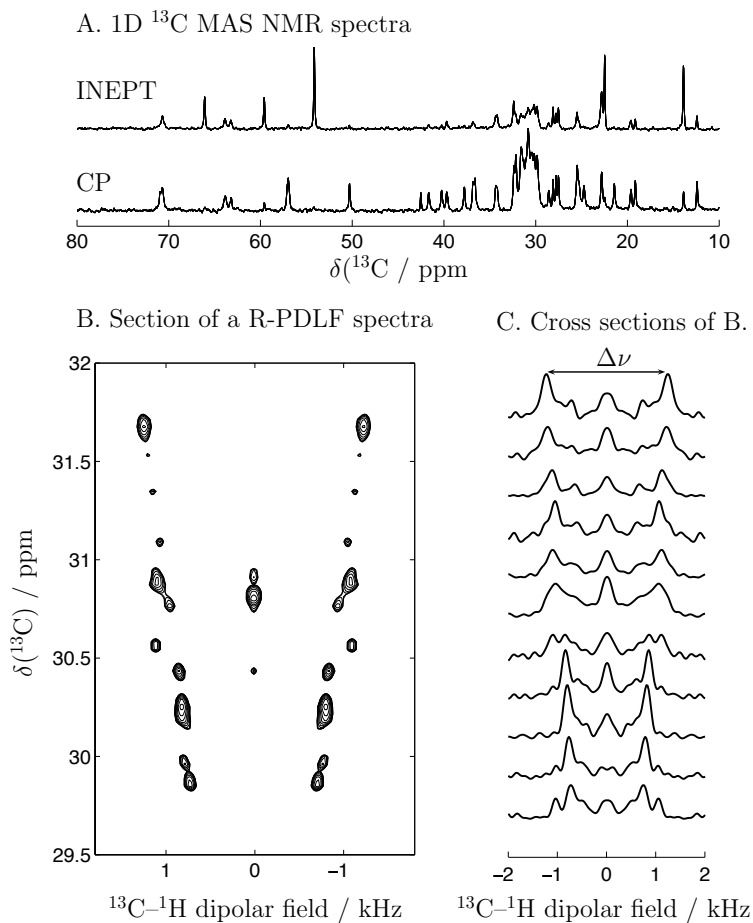 A. 1D ¹³C MAS NMR spectra
INEPT
CP
80 70 60 50 40 30 20 10
δ(¹³C / ppm
B. Section of a R-PDLF spectra
32
31.5
31
30.5
30
29.5
δ(¹³C) / ppm
1 0 −1
¹³C–¹H dipolar field / kHz
C. Cross sections of B.
Δν
−2 −1 0 1 2
¹³C–¹H dipolar field / kHz